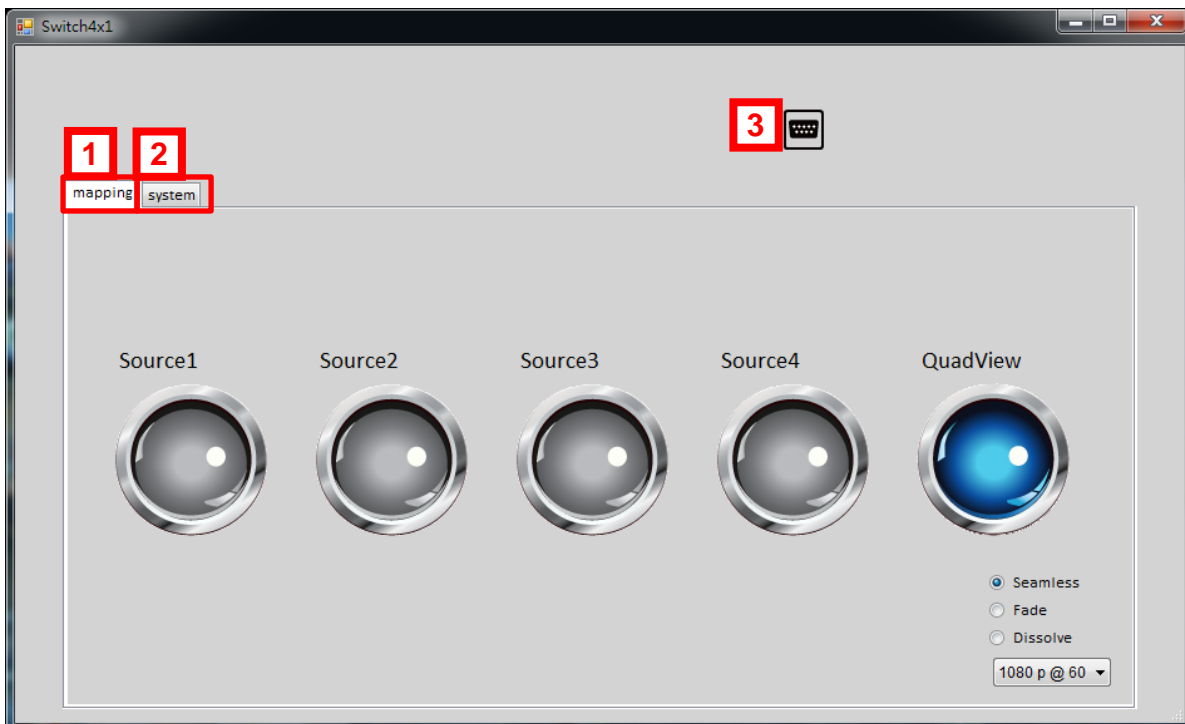 Switch4x1
3
1 2
mapping system
Source1 Source2 Source3 Source4 QuadView
Seamless
Fade
Dissolve
1080 p @ 60